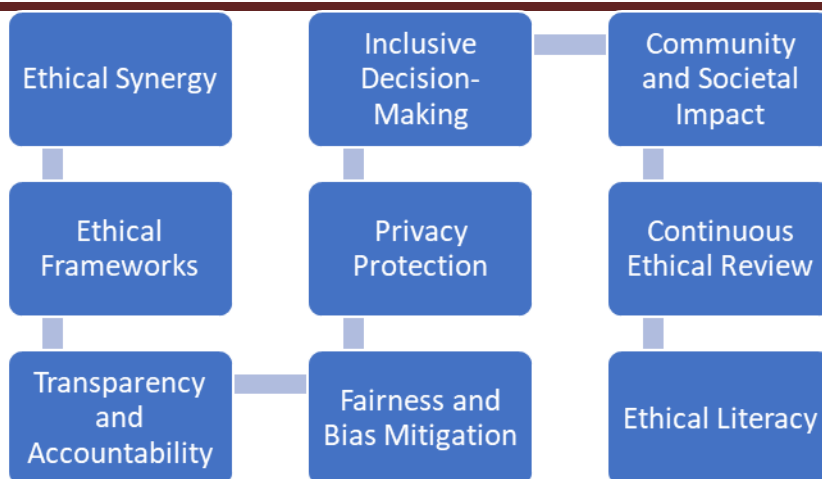 Ethical Synergy
Ethical
Frameworks
Transparency
and
Accountability
Fairness and
Bias Mitigation
Privacy
Protection
Inclusive
Decision-
Making
Community
and Societal
Impact
Continuous
Ethical Review
Ethical Literacy